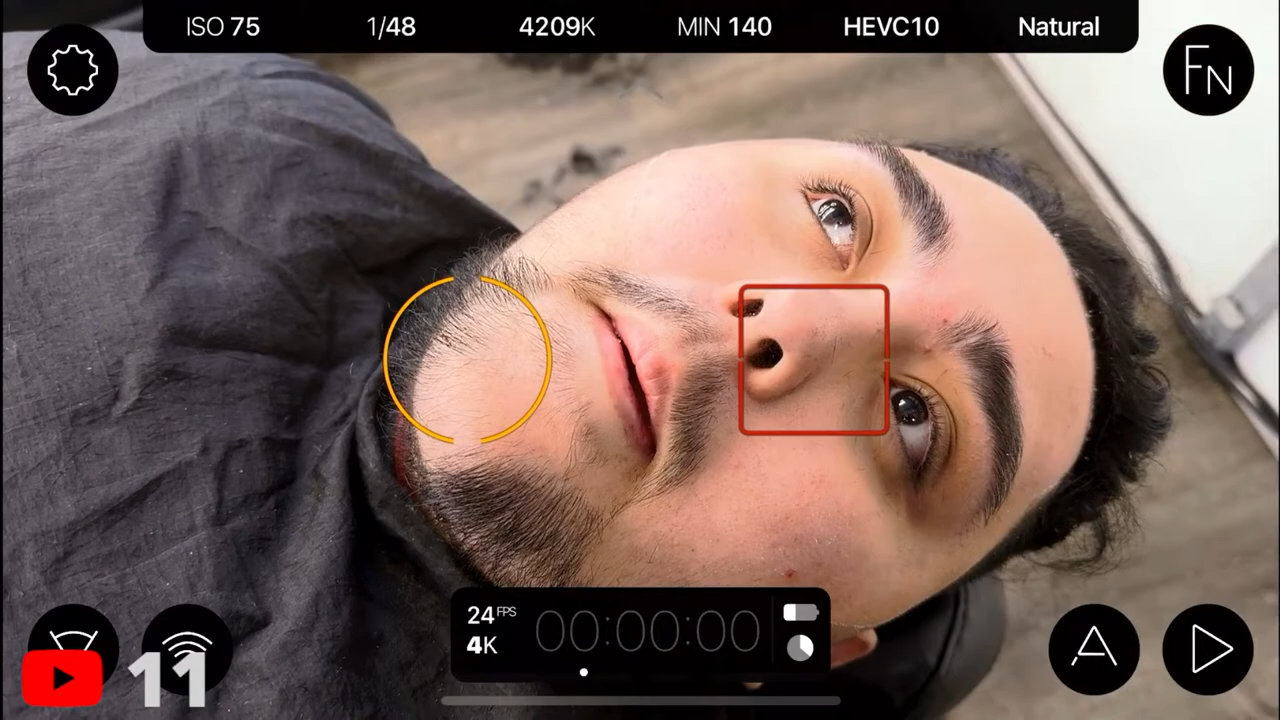 ISO 75
1/48
4209K
MIN 140
HEVC10
Natural
FN
24 FPS
4K
00:00:00
A
11